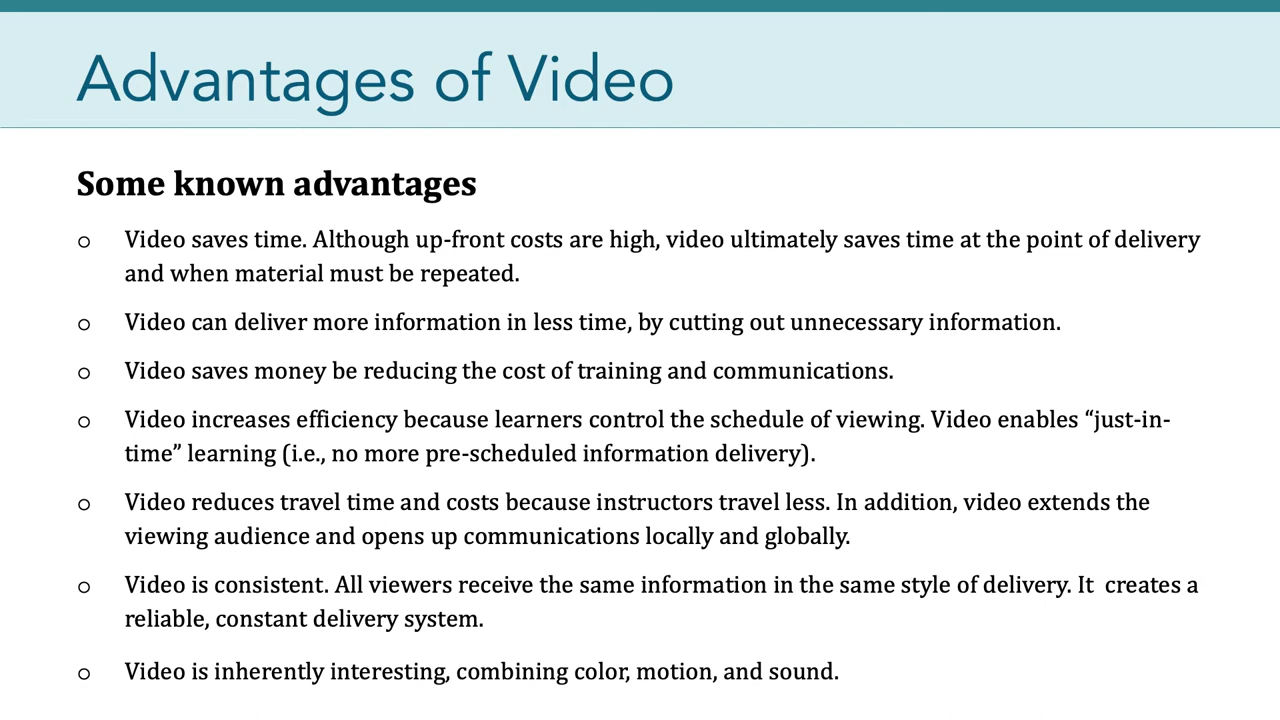 Advantages of Video
Some known advantages
o Video saves time. Although up-front costs are high, video ultimately saves time at the point of delivery
and when material must be repeated.
o Video can deliver more information in less time, by cutting out unnecessary information.
o Video saves money be reducing the cost of training and communications.
o Video increases efficiency because learners control the schedule of viewing. Video enables “just-in-
time” learning (i.e., no more pre-scheduled information delivery).
o Video reduces travel time and costs because instructors travel less. In addition, video extends the
viewing audience and opens up communications locally and globally.
o Video is consistent. All viewers receive the same information in the same style of delivery. It  creates a
reliable, constant delivery system.
o Video is inherently interesting, combining color, motion, and sound.